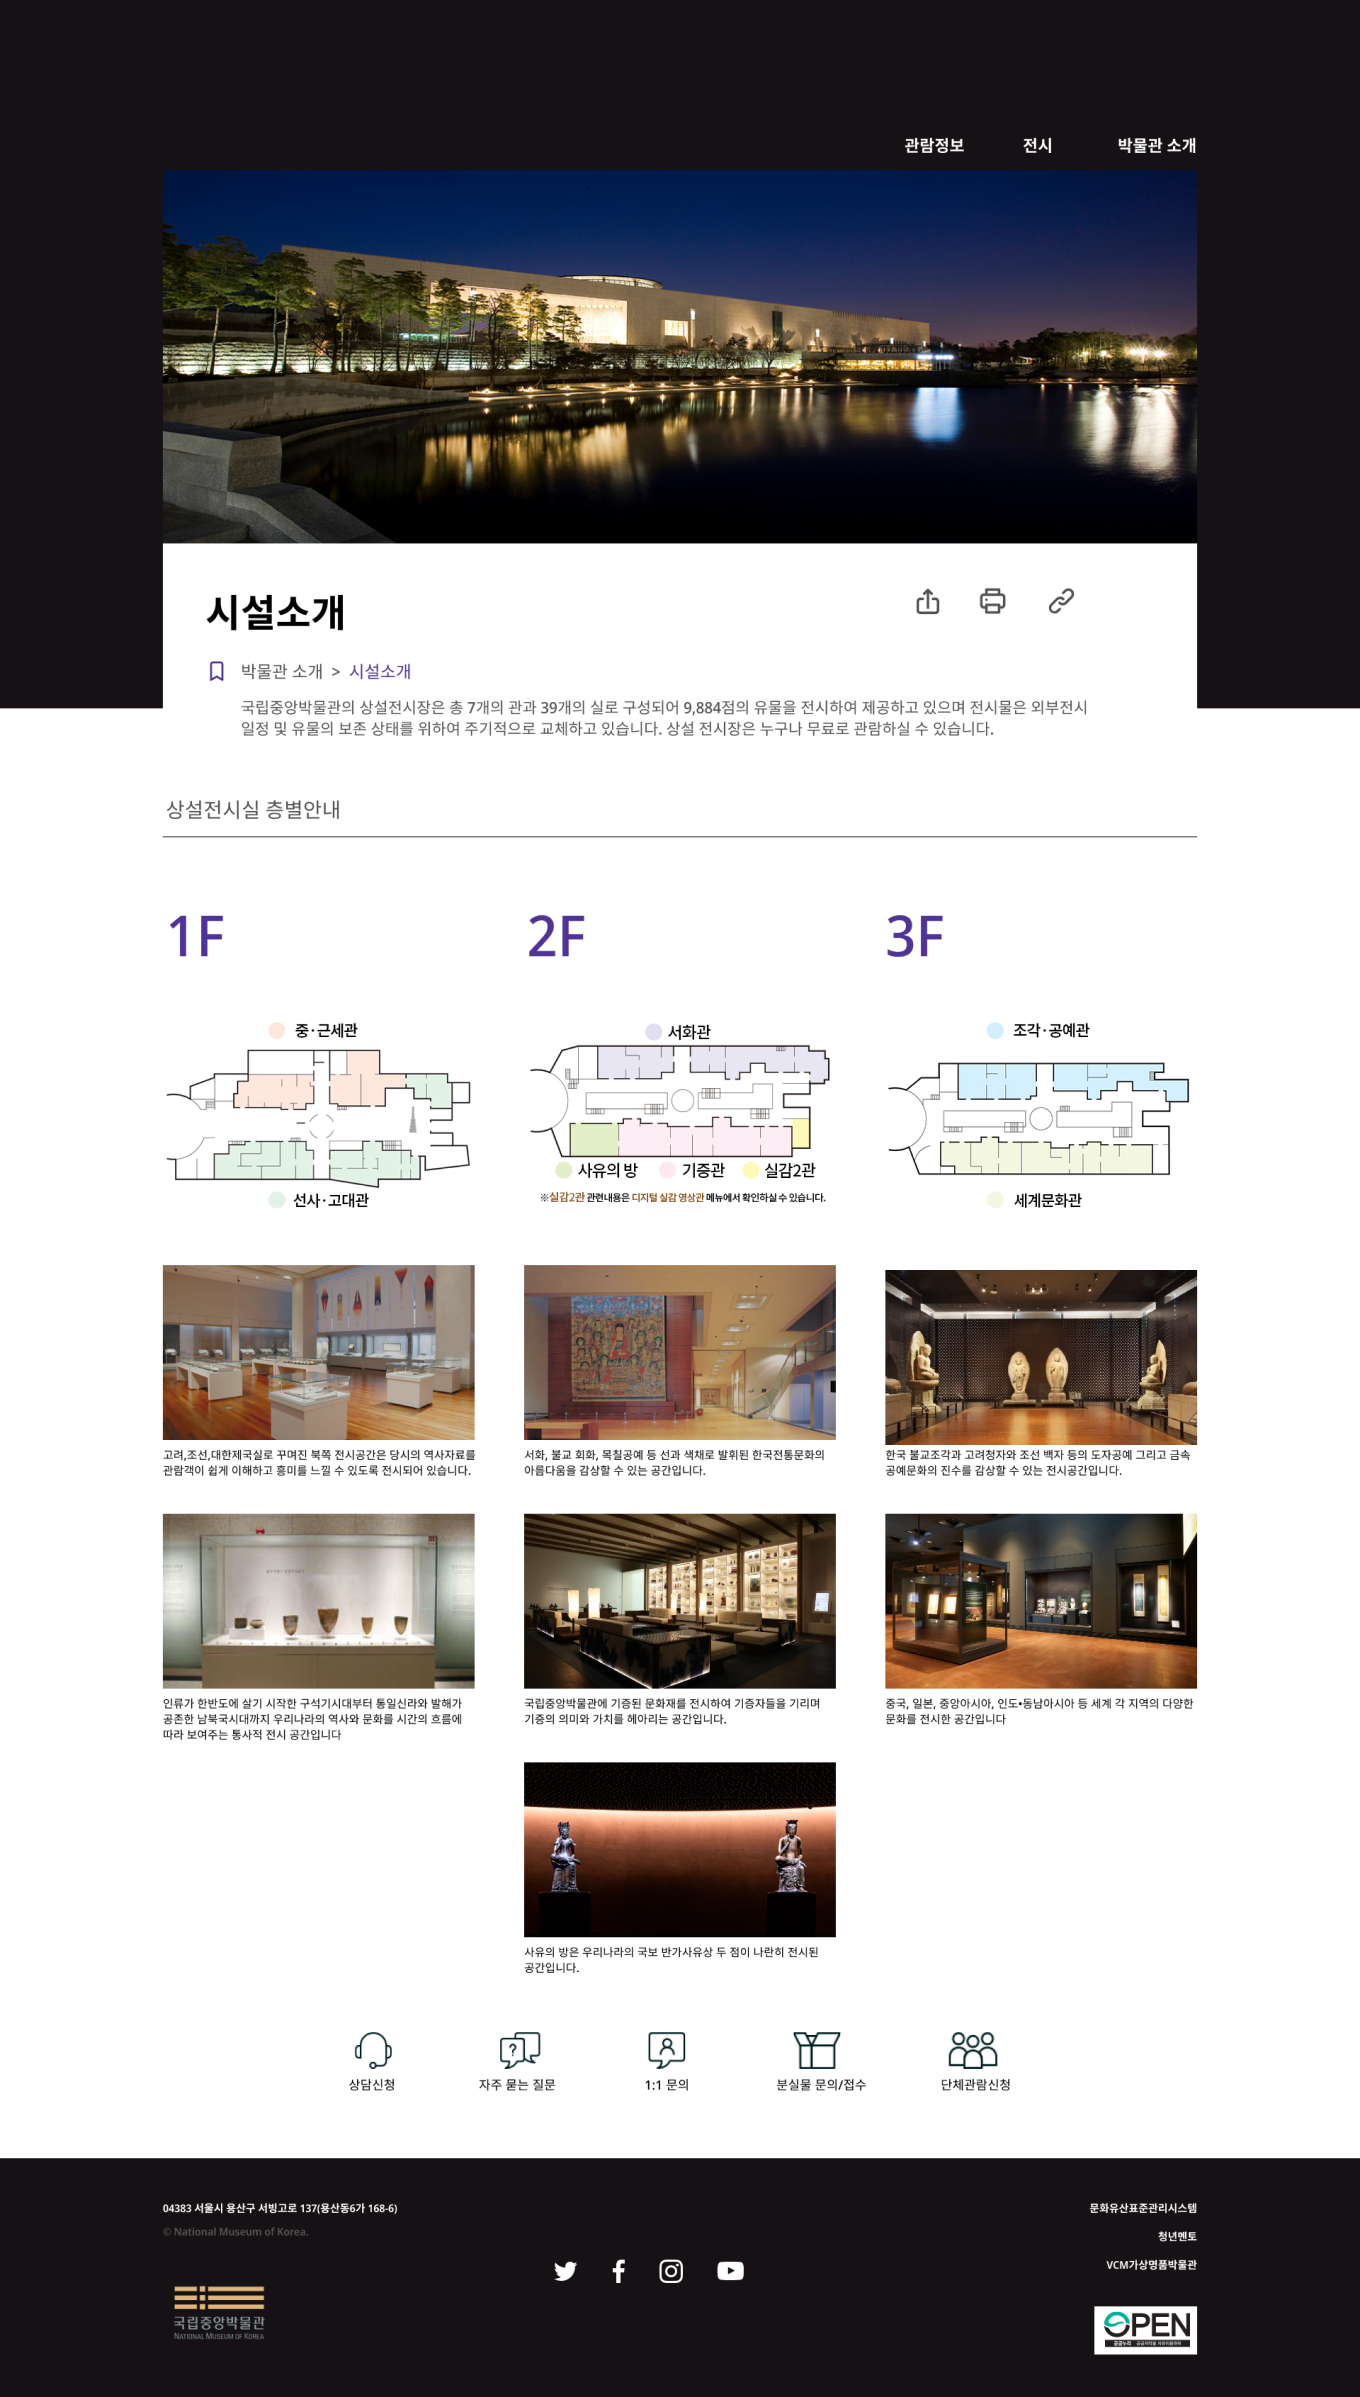 관람정보
전시
박물관 소개
시설소개
박물관 소개 > 시설소개
국립중앙박물관의 상설전시장은 총 7개의 관과 39개의 실로 구성되어 9,884점의 유물을 전시하여 제공하고 있으며 전시물은 외부전시
일정 및 유물의 보존 상태를 위하여 주기적으로 교체하고 있습니다. 상설 전시장은 누구나 무료로 관람하실 수 있습니다.
상설전시실 층별안내
1F
중·근세관
선사·고대관
고려,조선,대한제국실로 꾸며진 북쪽 전시공간은 당시의 역사자료를
관람객이 쉽게 이해하고 흥미를 느낄 수 있도록 전시되어 있습니다.
인류가 한반도에 살기 시작한 구석기시대부터 통일신라와 발해가
공존한 남북국시대까지 우리나라의 역사와 문화를 시간의 흐름에
따라 보여주는 통사적 전시 공간입니다
2F
서화관
사유의 방
기증관
실감2관
※실감2관 관련내용은 디지털 실감 영상관 메뉴에서 확인하실 수 있습니다.
서화, 불교 회화, 목칠공예 등 선과 색채로 발휘된 한국전통문화의
아름다움을 감상할 수 있는 공간입니다.
국립중앙박물관에 기증된 문화재를 전시하여 기증자들을 기리며
기증의 의미와 가치를 헤아리는 공간입니다.
사유의 방은 우리나라의 국보 반가사유상 두 점이 나란히 전시된
공간입니다.
3F
조각·공예관
세계문화관
한국 불교조각과 고려청자와 조선 백자 등의 도자공예 그리고 금속
공예문화의 진수를 감상할 수 있는 전시공간입니다.
중국, 일본, 중앙아시아, 인도•동남아시아 등 세계 각 지역의 다양한
문화를 전시한 공간입니다
상담신청
자주 묻는 질문
1:1 문의
분실물 문의/접수
단체관람신청
04383 서울시 용산구 서빙고로 137(용산동6가 168-6)
© National Museum of Korea.
국립중앙박물관
NATIONAL MUSEUM OF KOREA
문화유산표준관리시스템
청년멘토
VCM가상명품박물관
OPEN
공공누리 공공저작물 자유이용허락